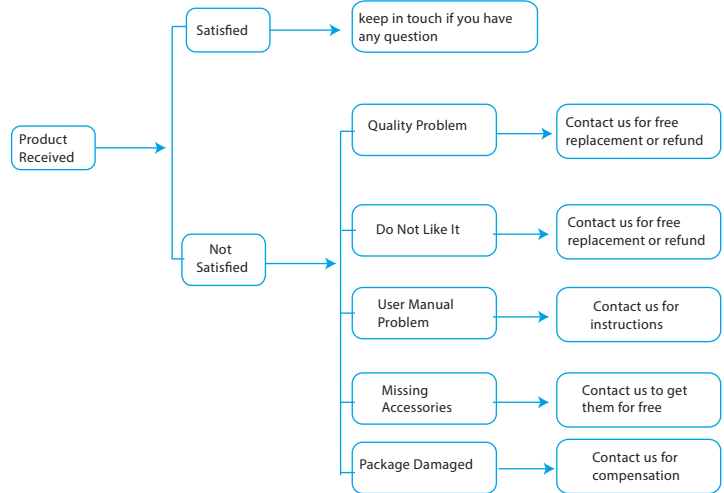 Product
Received
Satisfied
keep in touch if you have
any question
Not
Satisfied
Quality Problem
Contact us for free
replacement or refund
Do Not Like It
Contact us for free
replacement or refund
User Manual
Problem
Contact us for
instructions
Missing
Accessories
Contact us to get
them for free
Package Damaged
Contact us for
compensation